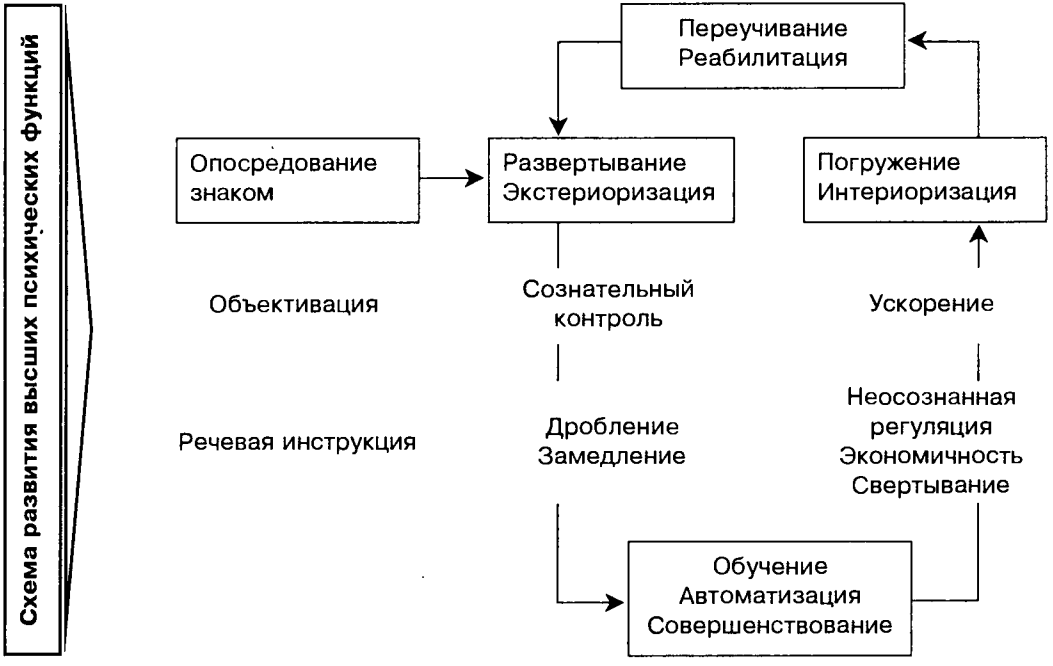 Схема развития высших психических функций
Переучивание
Реабилитация
Опосредование
знаком
Развертывание
Экстериоризация
Погружение
Интериоризация
Объективация
Сознательный
контроль
Ускорение
Речевая инструкция
Дробление
Замедление
Неосознанная
регуляция
Экономичность
Свертывание
Обучение
Автоматизация
Совершенствование